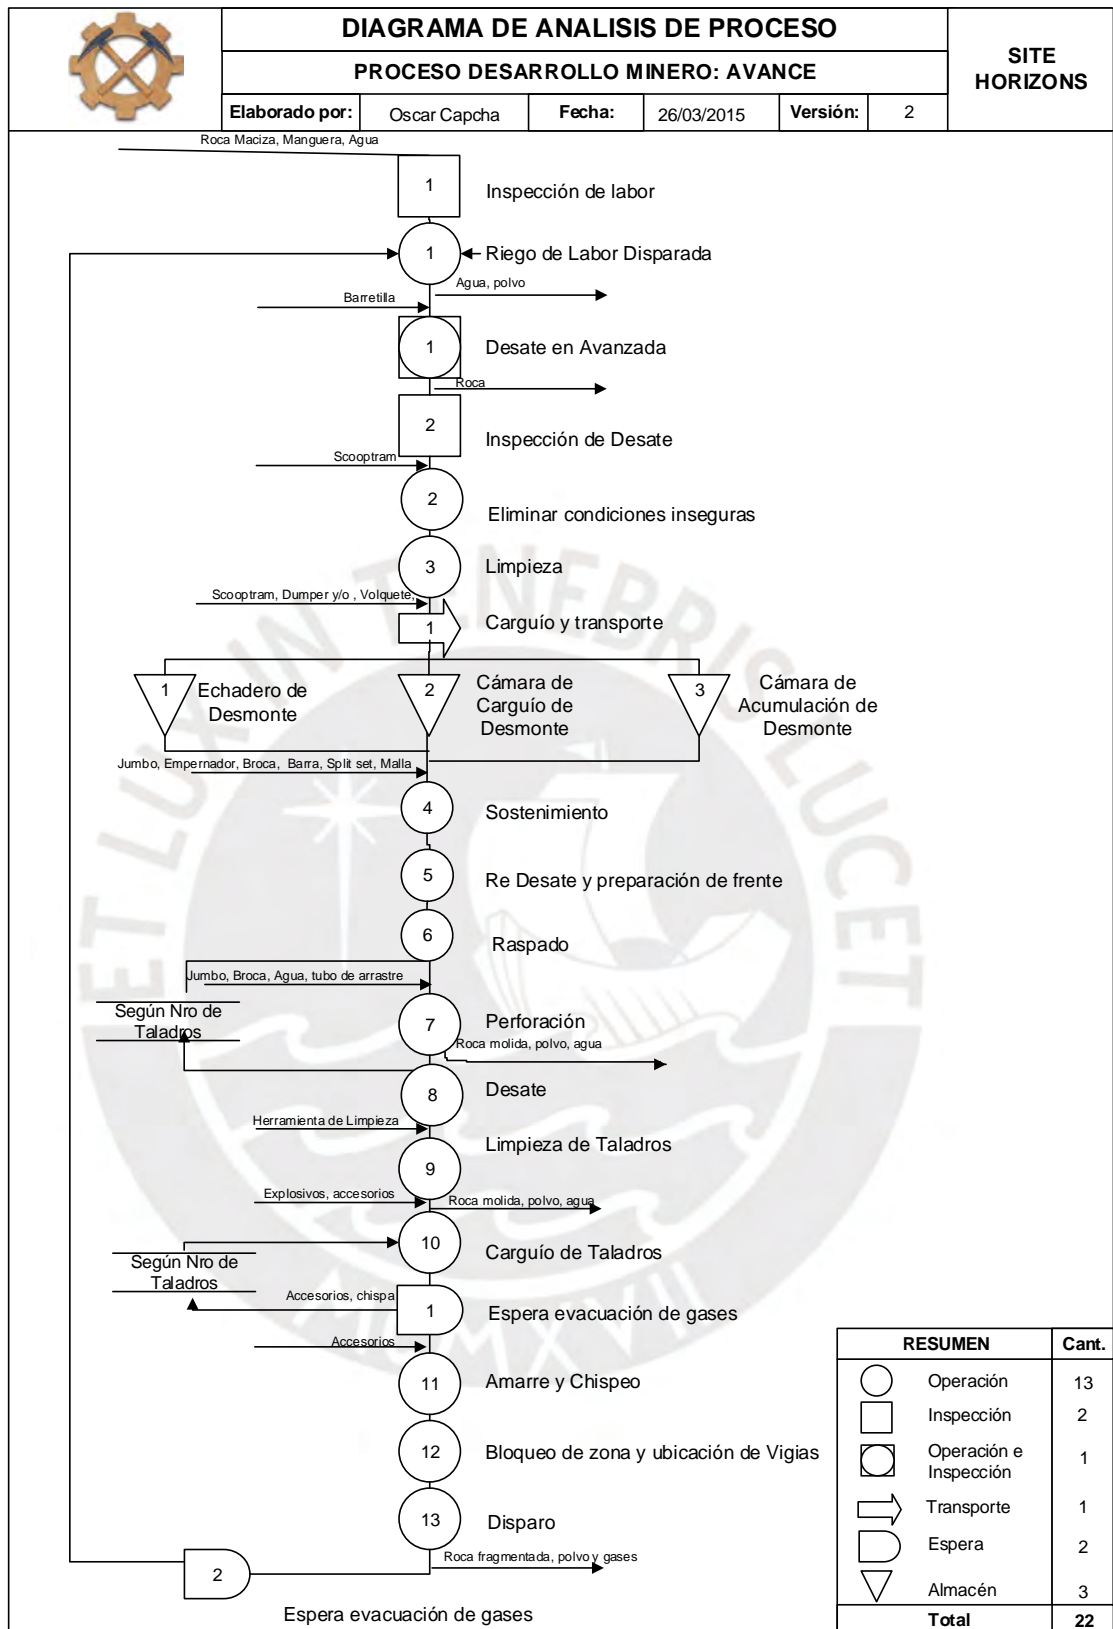 DIAGRAMA DE ANALISIS DE PROCESO
PROCESO DESARROLLO MINERO: AVANCE
SITE
HORIZONS
Elaborado por: Oscar Capcha Fecha: 26/03/2015 Versión: 2
Roca Maciza, Manguera, Agua
1
Inspección de labor
1
Riego de Labor Disparada
Agua, polvo
Barretilla
1
Desate en Avanzada
Roca
2
Inspección de Desate
Scooptram
2
Eliminar condiciones inseguras
3
Limpieza
Scooptram, Dumper y/o , Volquete,
1
Carguío y transporte
1
Echadero de
Desmonte
2
Cámara de
Carguío de
Desmonte
3
Cámara de
Acumulación de
Desmonte
Jumbo, Empernador, Broca, Barra, Split set, Malla
4
Sostenimiento
5
Re Desate y preparación de frente
6
Raspado
Jumbo, Broca, Agua, tubo de arrastre
Según Nro de
Taladros
7
Perforación
Roca molida, polvo, agua
8
Desate
Herramienta de Limpieza
Limpieza de Taladros
9
Explosivos, accesorios
Roca molida, polvo, agua
10
Carguío de Taladros
Según Nro de
Taladros
Accesorios, chispa
1
Espera evacuación de gases
Accesorios
11
Amarre y Chispeo
12
Bloqueo de zona y ubicación de Vigias
13
Disparo
Roca fragmentada, polvo y gases
2
Espera evacuación de gases
RESUMEN Cant.
Operación 13
Inspección 2
Operación e
Inspección 1
Transporte 1
Espera 2
Almacén 3
Total 22
ET LUX IN TENEBRIS LUCET
MCMXVII